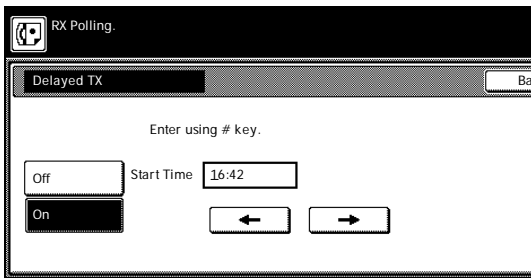 RX Polling.
Delayed TX
Ba
Enter using # key.
Off
Start Time 16:42
On